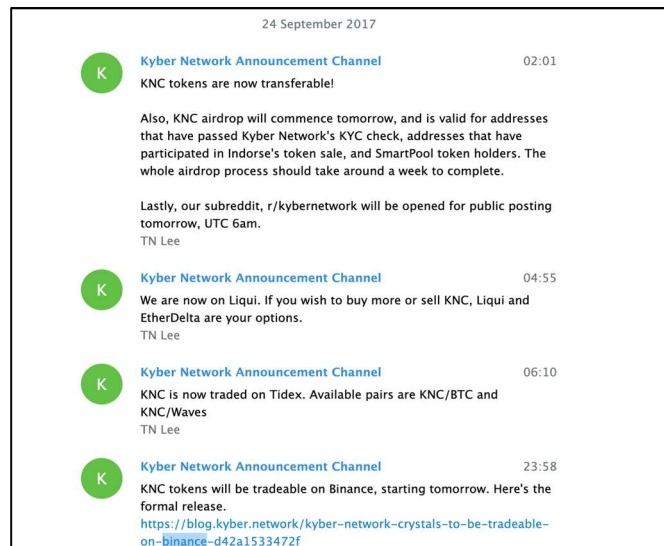 24 September 2017
K
Kyber Network Announcement Channel 02:01
KNC tokens are now transferable!
Also, KNC airdrop will commence tomorrow, and is valid for addresses
that have passed Kyber Network's KYC check, addresses that have
participated in Indorse's token sale, and SmartPool token holders. The
whole airdrop process should take around a week to complete.
Lastly, our subreddit, r/kybernetwork will be opened for public posting
tomorrow, UTC 6am.
TN Lee
K
Kyber Network Announcement Channel 04:55
We are now on Liqui. If you wish to buy more or sell KNC, Liqui and
EtherDelta are your options.
TN Lee
K
Kyber Network Announcement Channel 06:10
KNC is now traded on Tidex. Available pairs are KNC/BTC and
KNC/Waves
TN Lee
K
Kyber Network Announcement Channel 23:58
KNC tokens will be tradeable on Binance, starting tomorrow. Here's the
formal release.
https://blog.kyber.network/kyber-network-crystals-to-be-tradeable-
on-binance-d42a1533472f